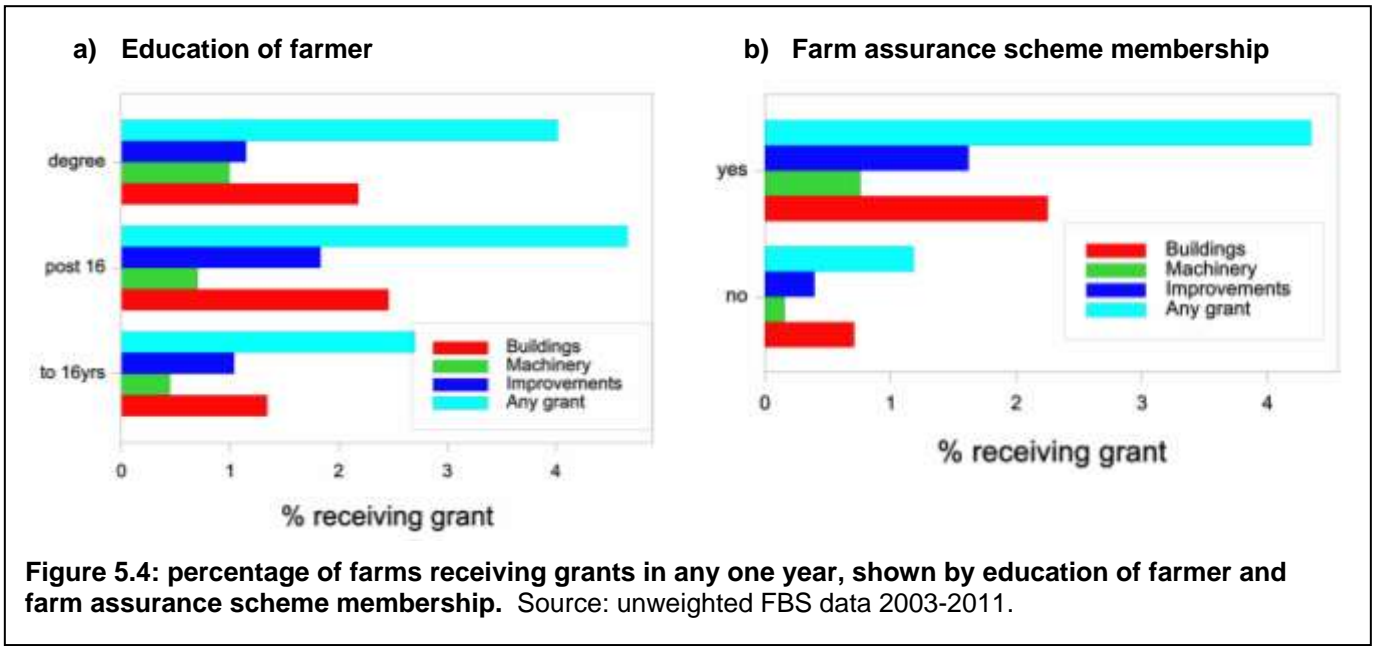 a) Education of farmer
degree
post 16
to 16yrs
Buildings
Machinery
Improvements
Any grant
0 1 2 3 4
% receiving grant
b) Farm assurance scheme membership
yes
no
Buildings
Machinery
Improvements
Any grant
0 1 2 3 4
% receiving grant
Figure 5.4: percentage of farms receiving grants in any one year, shown by education of farmer and
farm assurance scheme membership. Source: unweighted FBS data 2003-2011.